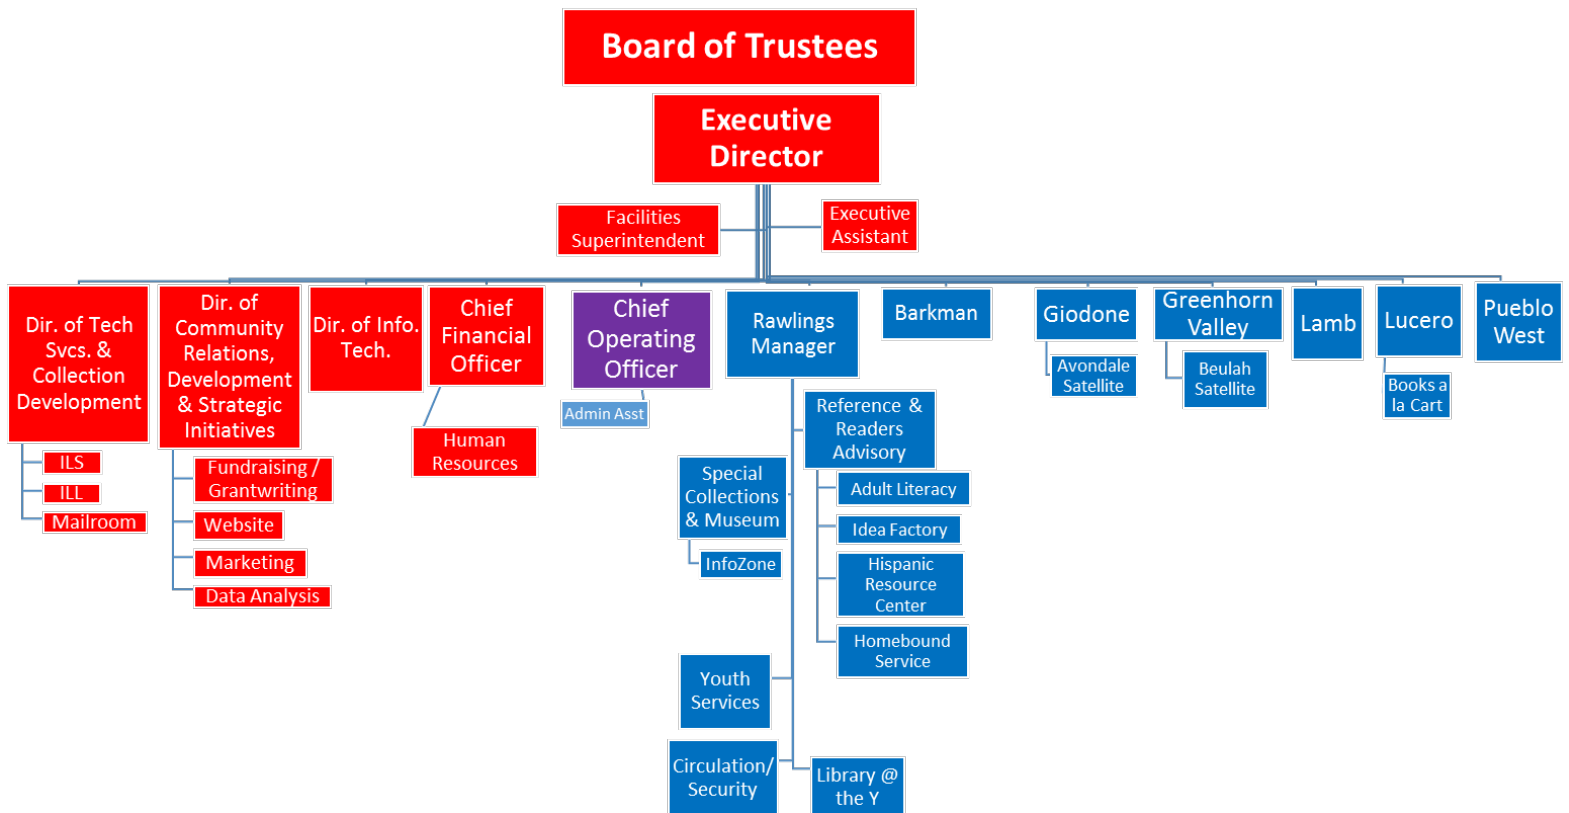 Board of Trustees
Executive
Director
Facilities
Superintendent
Executive
Assistant
Dir. of Tech
Svcs. &
Collection
Development
ILS
ILL
Mailroom
Dir. of
Community
Relations,
Development
& Strategic
Initiatives
Fundraising /
Grantwriting
Website
Marketing
Data Analysis
Dir. of Info.
Tech.
Chief
Financial
Officer
Human
Resources
Chief
Operating
Officer
Admin Asst
Rawlings
Manager
Reference &
Readers
Advisory
Adult Literacy
Idea Factory
Hispanic
Resource
Center
Homebound
Service
Special
Collections
& Museum
InfoZone
Youth
Services
Circulation/
Security
Library @
the Y
Barkman
Giodone
Avondale
Satellite
Greenhorn
Valley
Beulah
Satellite
Lamb
Lucero
Books a
la Cart
Pueblo
West